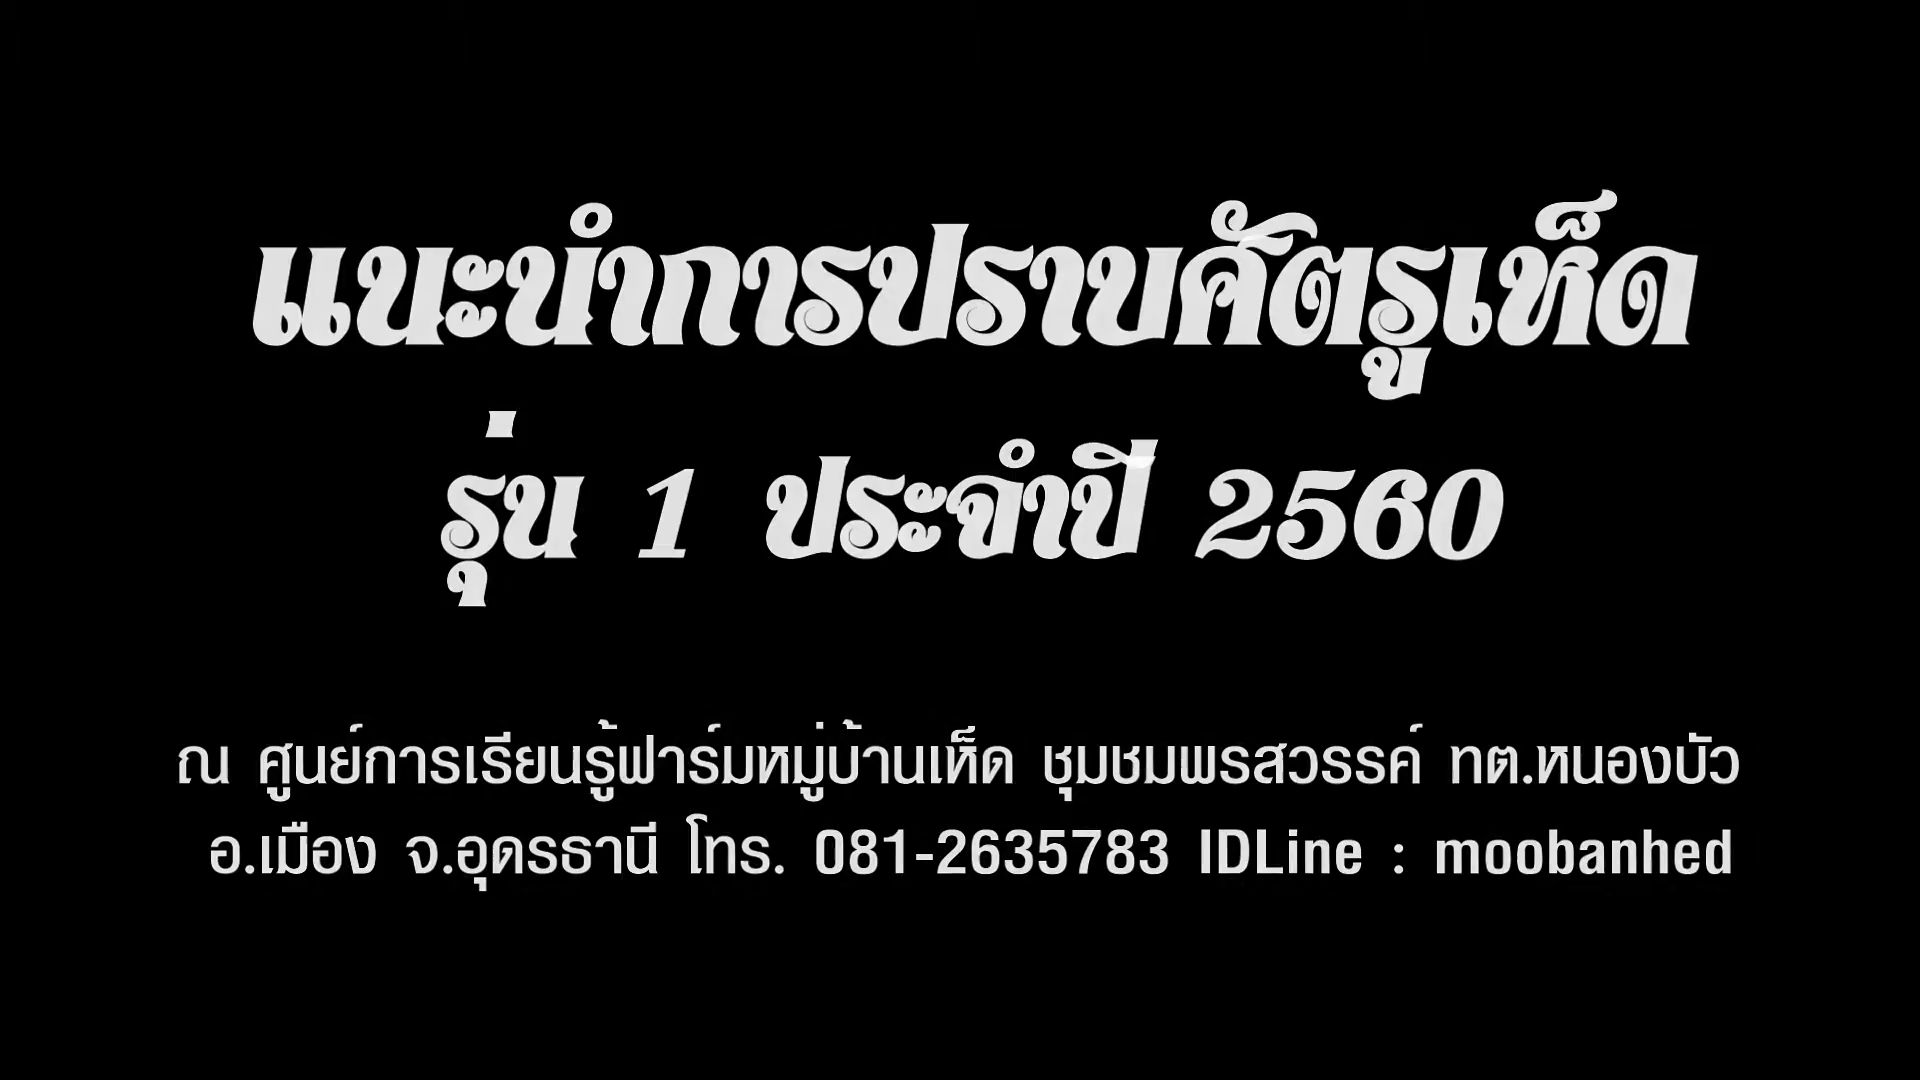 แนะนำการปราบศัตรูเห็ด
รุ่น 1 ประจำปี 2560
ณ ศูนย์การเรียนรู้ฟาร์มหมู่บ้านเห็ด ชุมชมพรสวรรค์ ทต.หนองบัว
อ.เมือง จ.อุดรธานี โทร. 081-2635783 IDLine : moobanhed